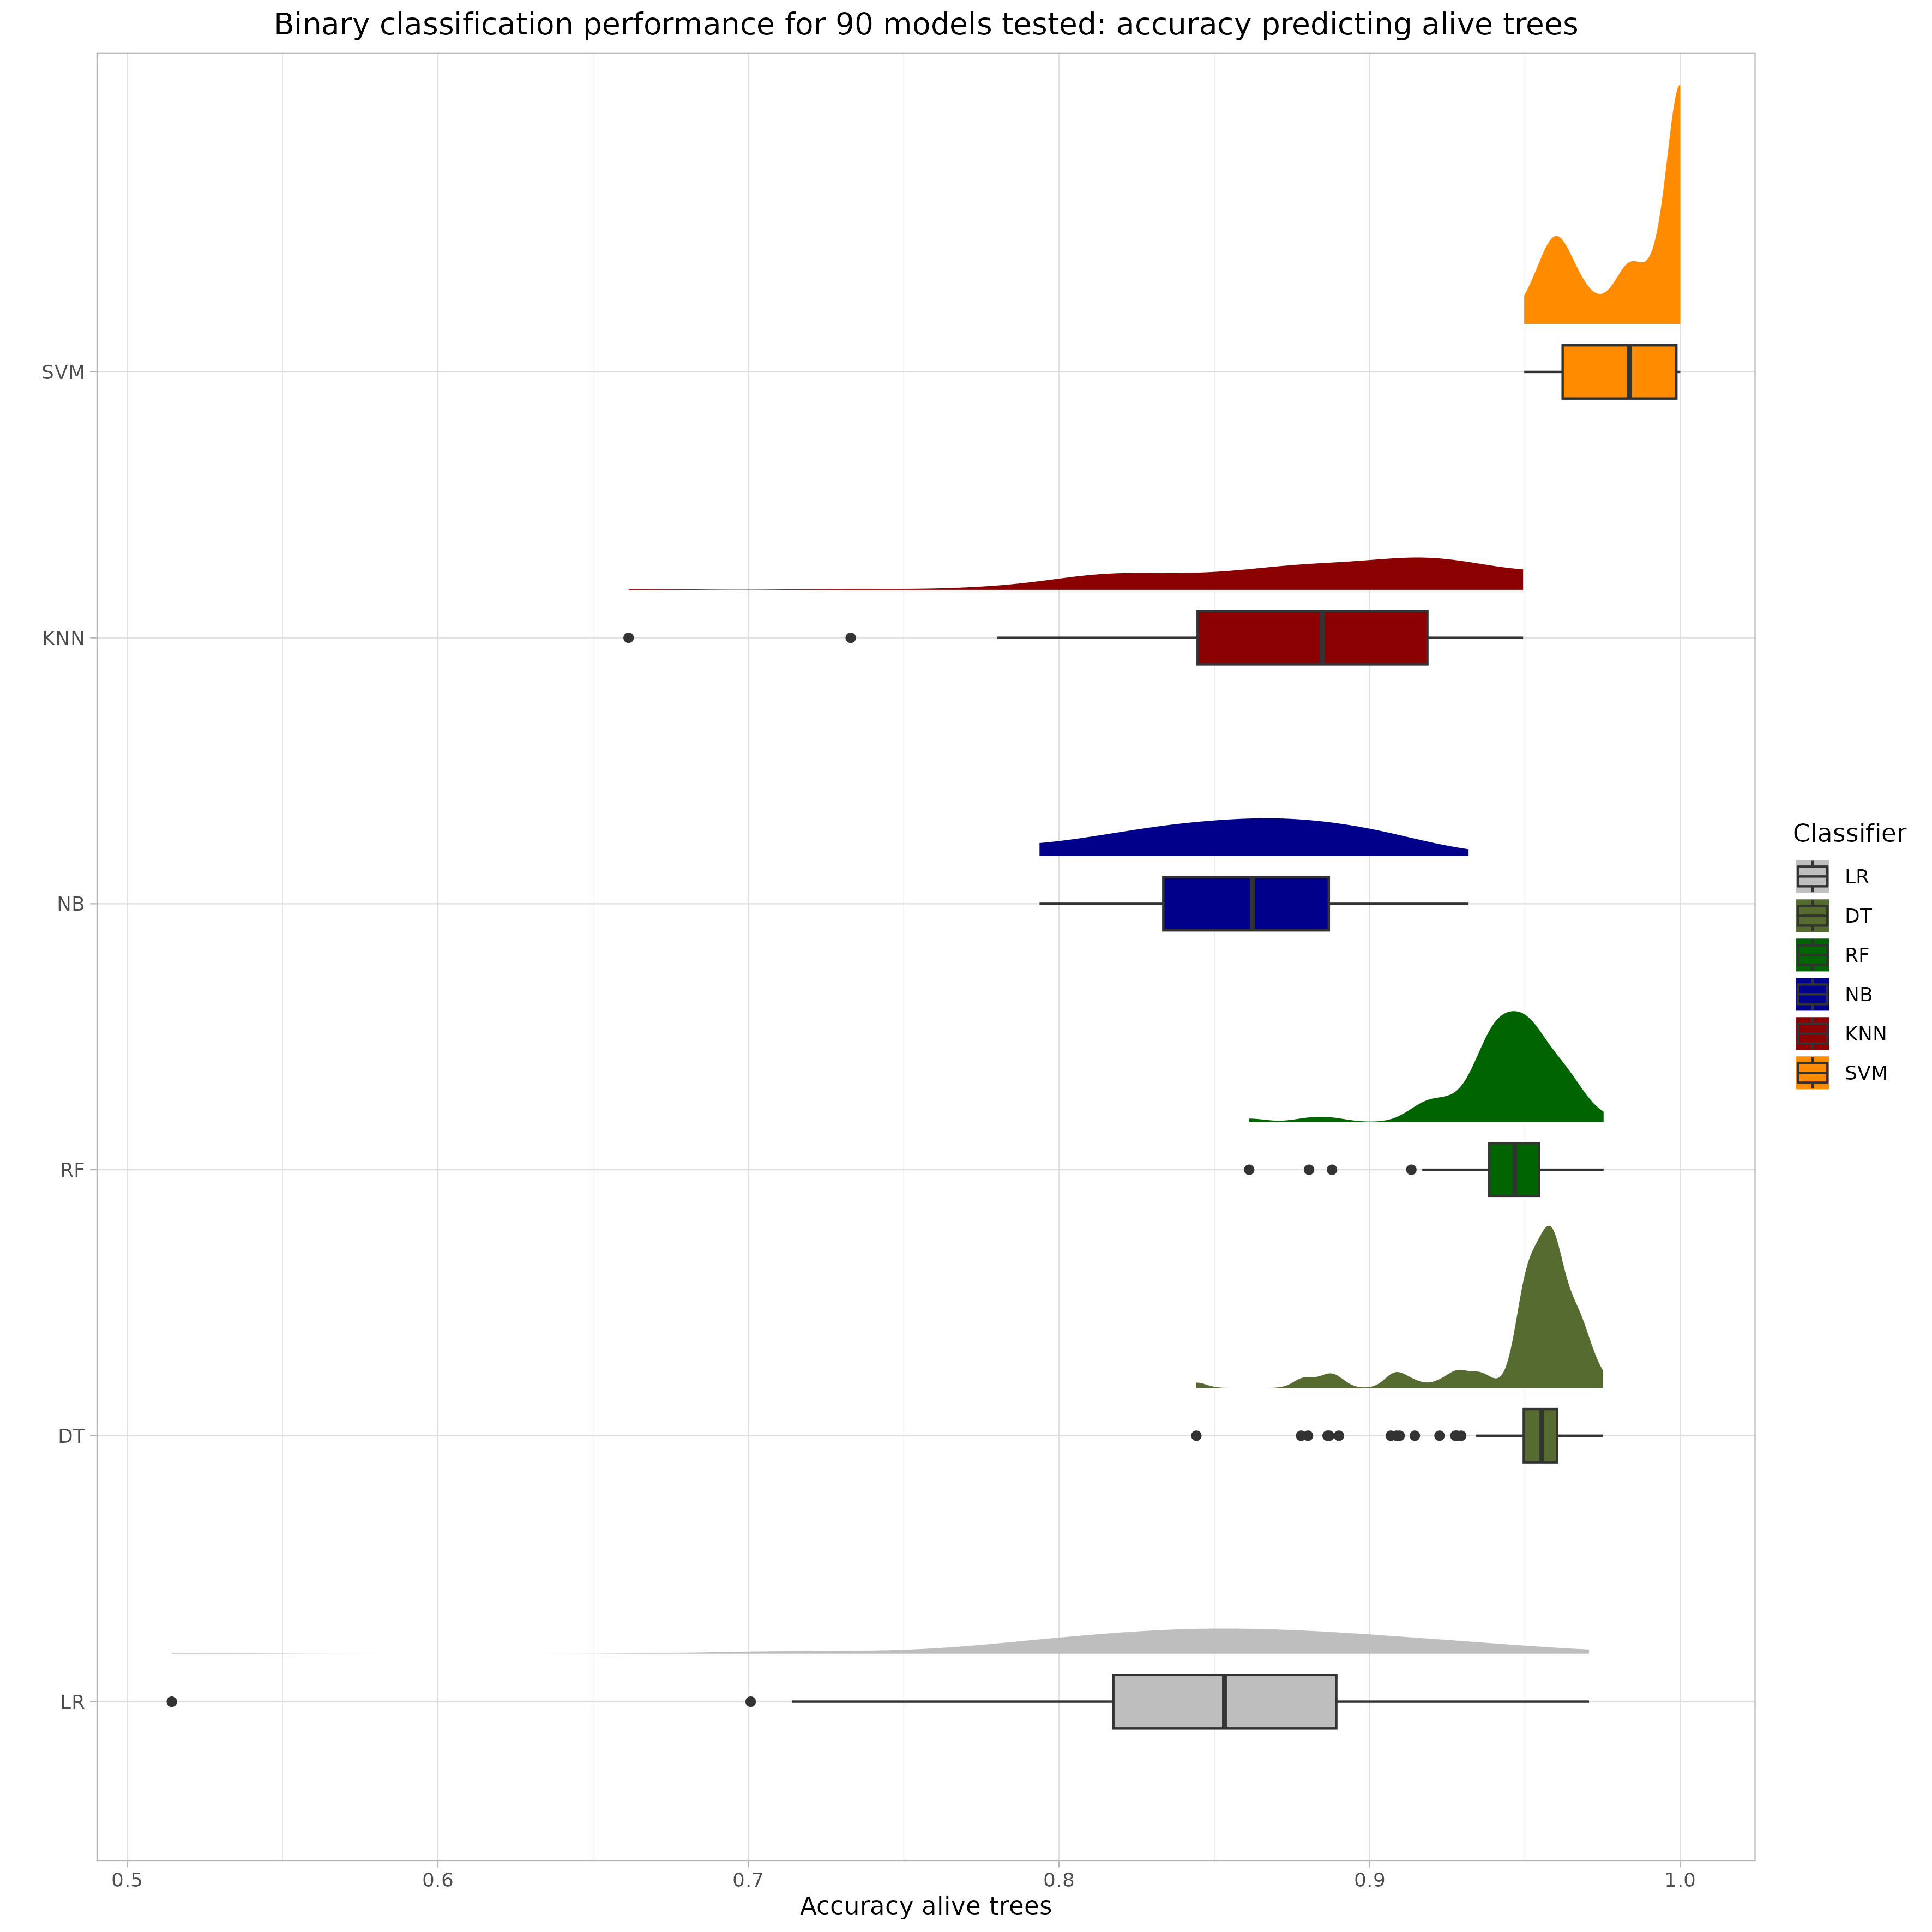 Binary classification performance for 90 models tested: accuracy predicting alive trees
SVM
KNN
NB
RF
DT
LR
0.5 0.6 0.7 0.8 0.9 1.0
Accuracy alive trees
Classifier
LR
DT
RF
NB
KNN
SVM